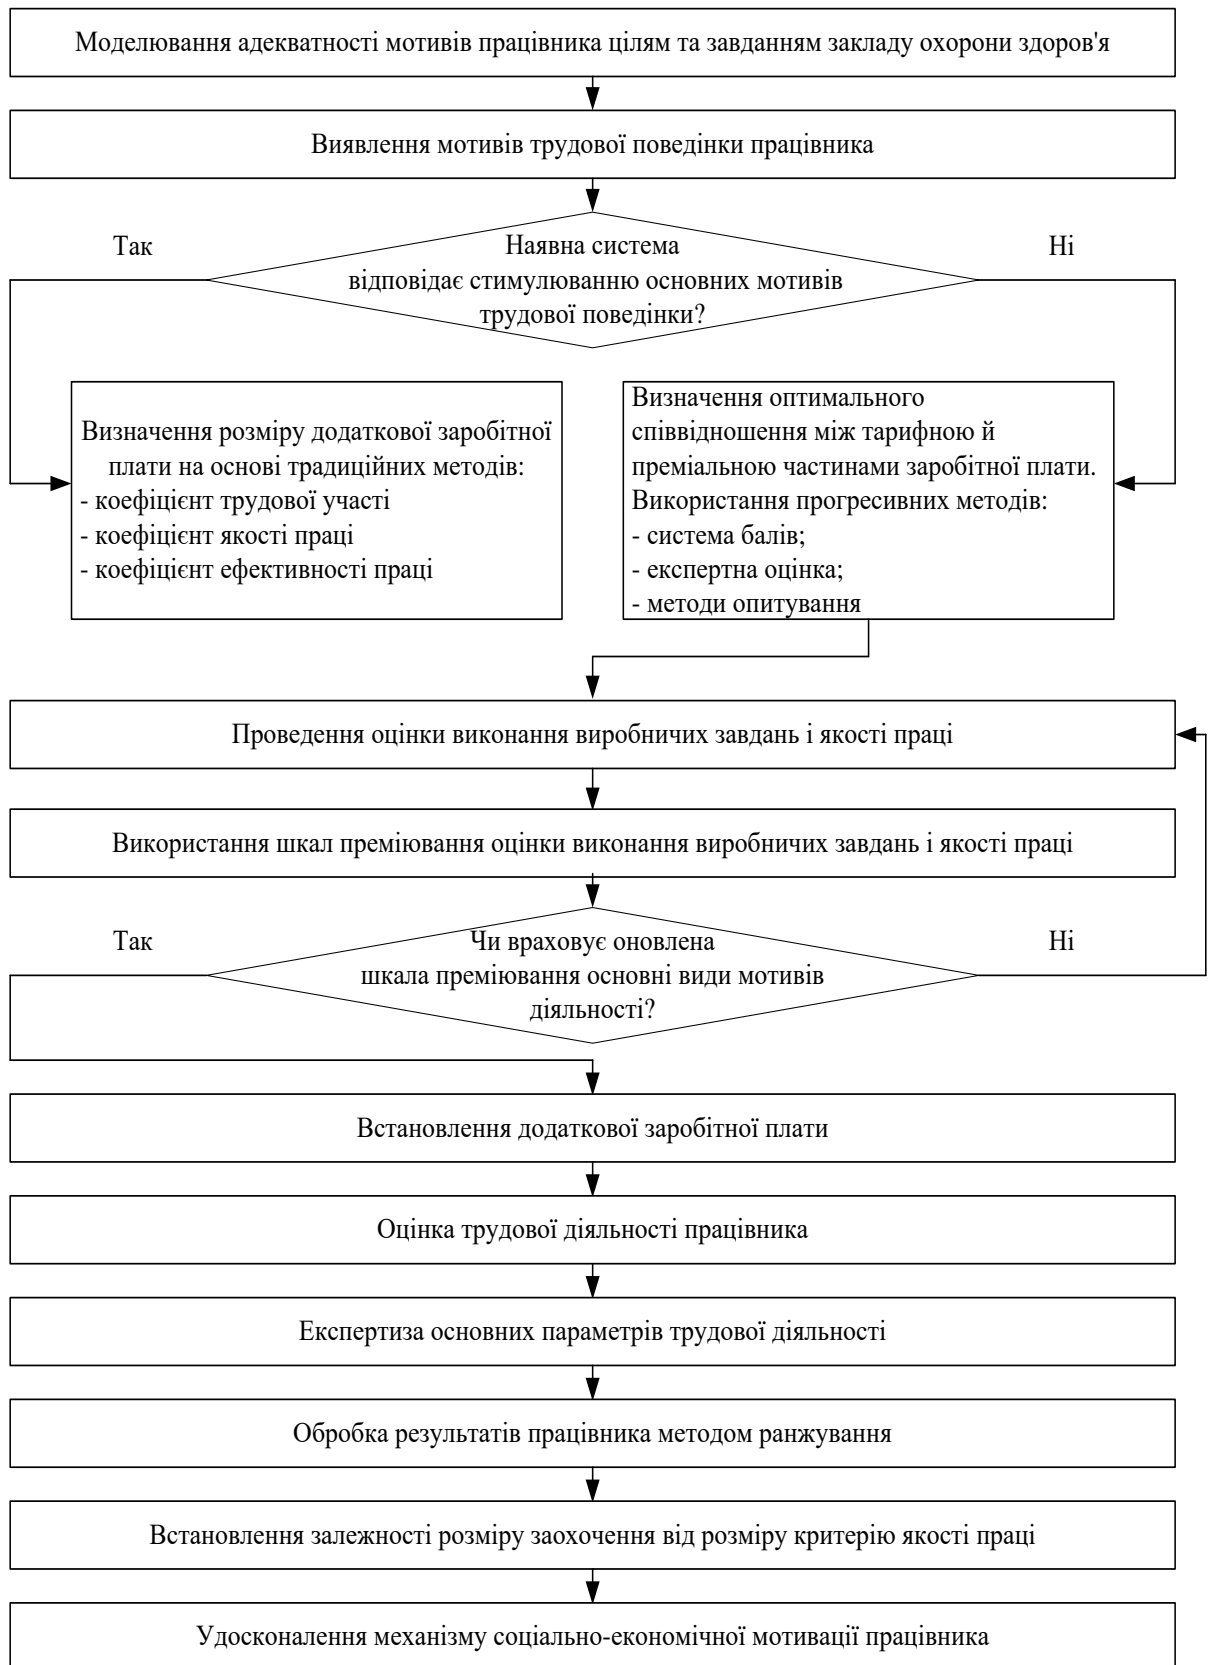 Моделювання адекватності мотивів працівника цілям та завданням закладу охорони здоров'я
Виявлення мотивів трудової поведінки працівника
Так
Наявна система
відповідає стимулюванню основних мотивів
трудової поведінки?
Ні
Визначення розміру додаткової заробітної
плати на основі традиційних методів:
- коефіцієнт трудової участі
- коефіцієнт якості праці
- коефіцієнт ефективності праці
Визначення оптимального
співвідношення між тарифною й
преміальною частинами заробітної плати.
Використання прогресивних методів:
- система балів;
- експертна оцінка;
- методи опитування
Проведення оцінки виконання виробничих завдань і якості праці
Використання шкал преміювання оцінки виконання виробничих завдань і якості праці
Так
Чи враховує оновлена
шкала преміювання основні види мотивів
діяльності?
Ні
Встановлення додаткової заробітної плати
Оцінка трудової діяльності працівника
Експертиза основних параметрів трудової діяльності
Обробка результатів працівника методом ранжування
Встановлення залежності розміру заохочення від розміру критерію якості праці
Удосконалення механізму соціально-економічної мотивації працівника